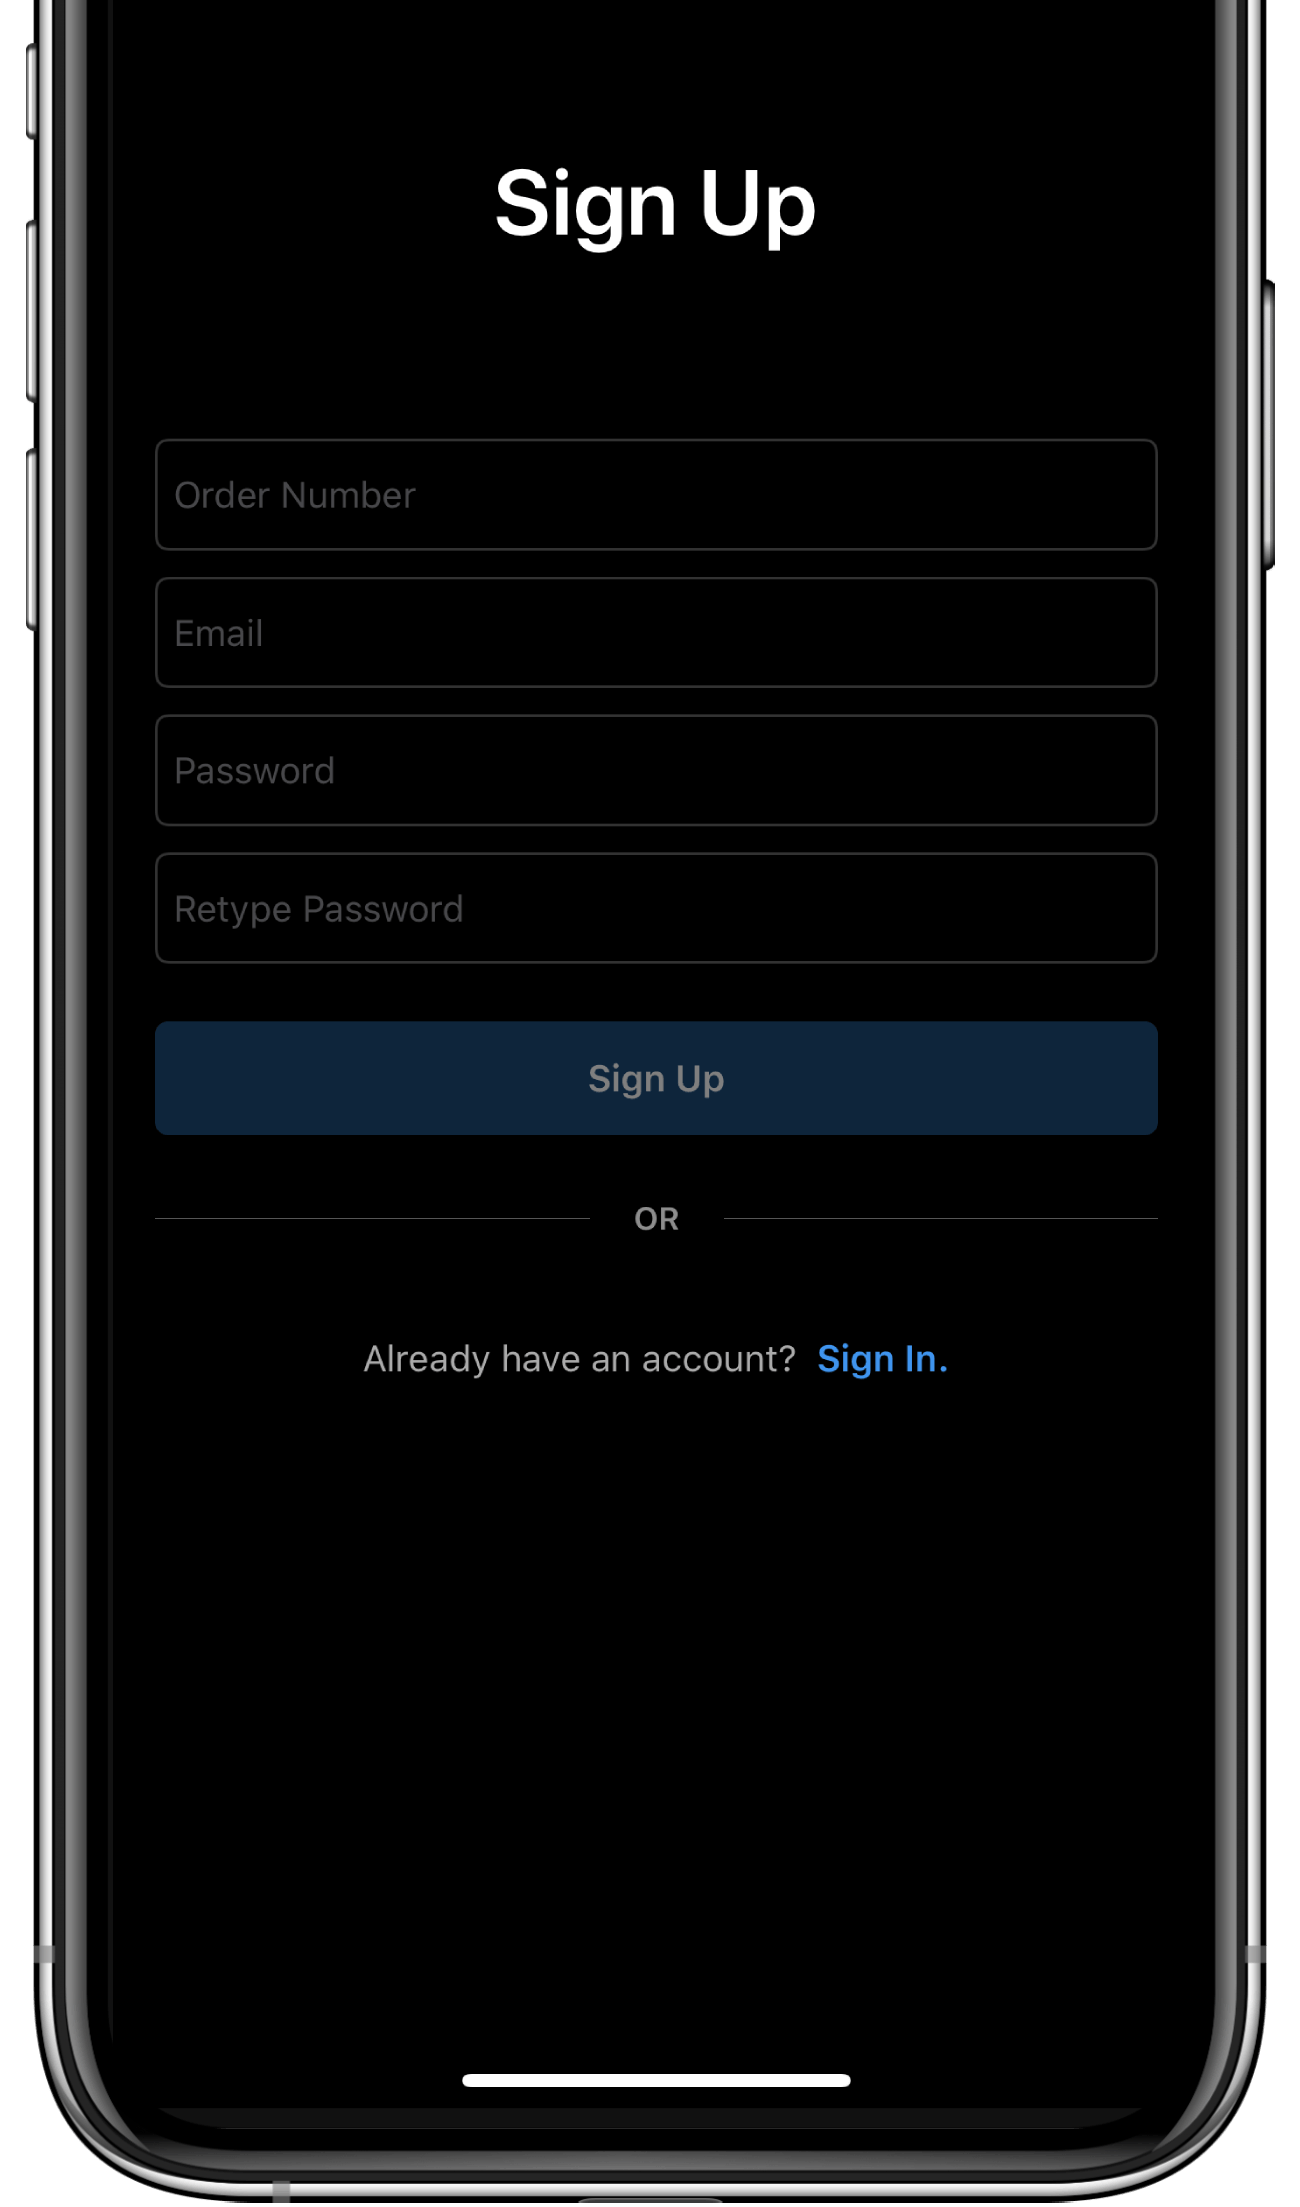 Sign Up
Order Number
Email
Password
Retype Password
Sign Up
OR
Already have an account? Sign In.